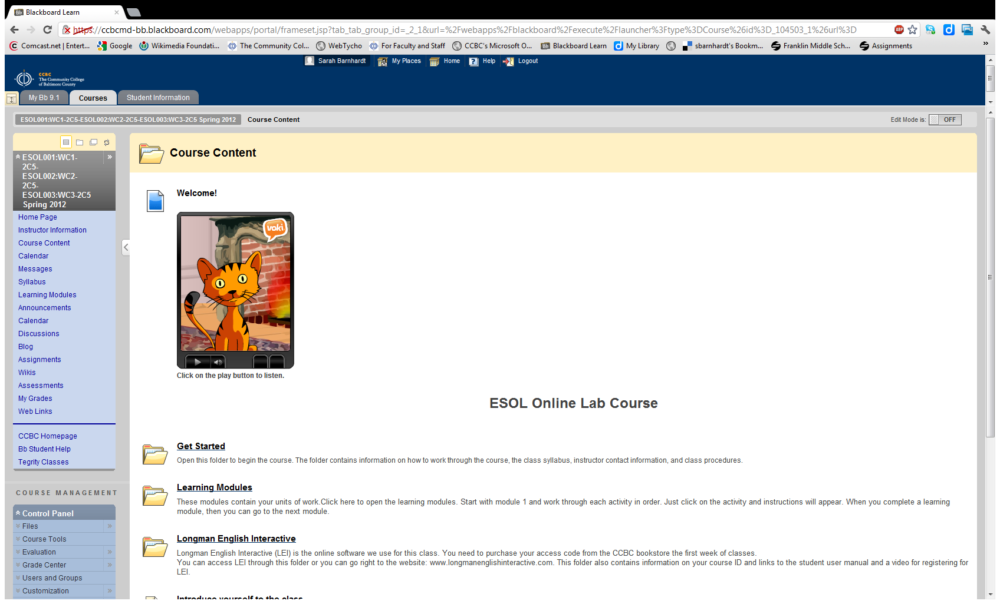 Blackboard Learn
https://ccbcmd-bb.blackboard.com/webapps/portal/frameset.jsp?tab_tab_group_id=_2_1&url=%2Fwebapps%2Fblackboard%2Fexecute%2Flauncher%3Ftype%3DCourse%26id%3D_104503_1%26url%3D
ABP
Comcast.net | Entert... Google Wikimedia Foundati... The Community Col... WebTycho For Faculty and Staff CCBC's Microsoft O... Blackboard Learn My Library sbarnhardt's Bookm... Franklin Middle Sch... Assignments
Sarah Barnhardt My Places Home Help Logout
CCBC
The Community College
of Baltimore County
My Bb 9.1 Courses Student Information
ESOL001:WC1-2C5-ESOL002:WC2-2C5-ESOL003:WC3-2C5 Spring 2012 Course Content
Edit Mode is: OFF
ESOL001:WC1-
2C5-
ESOL002:WC2-
2C5-
ESOL003:WC3-2C5
Spring 2012
Home Page
Instructor Information
Course Content
Calendar
Messages
Syllabus
Learning Modules
Announcements
Calendar
Discussions
Blog
Assignments
Wikis
Assessments
My Grades
Web Links
CCBC Homepage
Bb Student Help
Tegrity Classes
COURSE MANAGEMENT
Control Panel
Files
Course Tools
Evaluation
Grade Center
Users and Groups
Customization
Course Content
Welcome!
voki
Click on the play button to listen.
ESOL Online Lab Course
Get Started
Open this folder to begin the course. The folder contains information on how to work through the course, the class syllabus, instructor contact information, and class procedures.
Learning Modules
These modules contain your units of work.Click here to open the learning modules. Start with module 1 and work through each activity in order. Just click on the activity and instructions will appear. When you complete a learning
module, then you can go to the next module.
Longman English Interactive
Longman English Interactive (LEI) is the online software we use for this class. You need to purchase your access code from the CCBC bookstore the first week of classes.
You can access LEI through this folder or you can go right to the website: www.longmanenglishinteractive.com. This folder also contains information on your course ID and links to the student user manual and a video for registering for
LEI.
Introduce yourself to the class